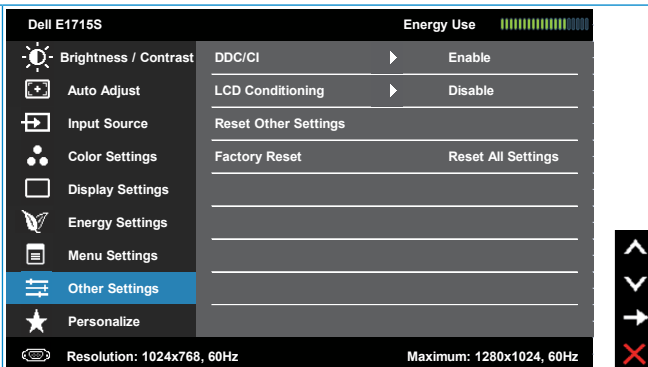 Dell E1715S Energy Use
Brightness / Contrast DDC/CI Enable
Auto Adjust LCD Conditioning Disable
Input Source Reset Other Settings
Color Settings Factory Reset Reset All Settings
Display Settings
Energy Settings
Menu Settings
Other Settings
Personalize
Resolution: 1024x768, 60Hz Maximum: 1280x1024, 60Hz